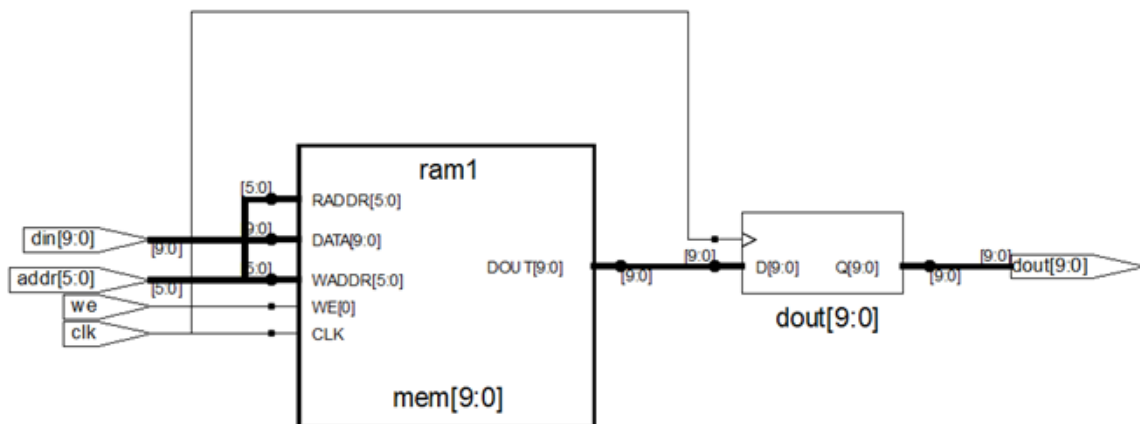 ram1
[5:0]
RADDR[5:0]
din[9:0]
[9:0]
9:0]
DATA[9:0]
addr[5:0]
[5:0]
5:0]
WADDR[5:0]
we
WE[0]
clk
CLK
DOUT[9:0]
[9:0]
[9:0]
D[9:0]
Q[9:0]
[9:0]
[9:0]
dout[9:0]
dout[9:0]
mem[9:0]